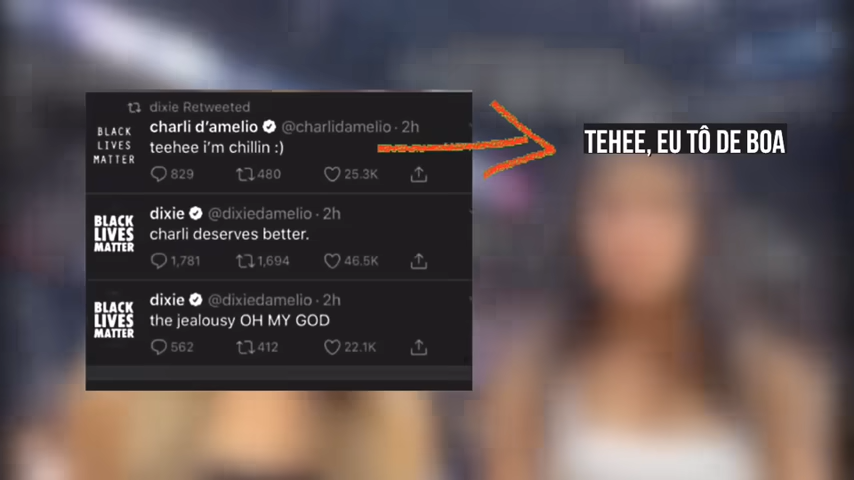 dixie Retweeted
charli d'amelio @charlidamelio · 2h
BLACK LIVES MATTER
teehee i'm chillin :)
829 480 25.3K
TEHEE, EU TÔ DE BOA
dixie @dixiedamelio · 2h
BLACK LIVES MATTER
charli deserves better.
1,781 1,694 46.5K
dixie @dixiedamelio · 2h
BLACK LIVES MATTER
the jealousy OH MY GOD
562 412 22.1K